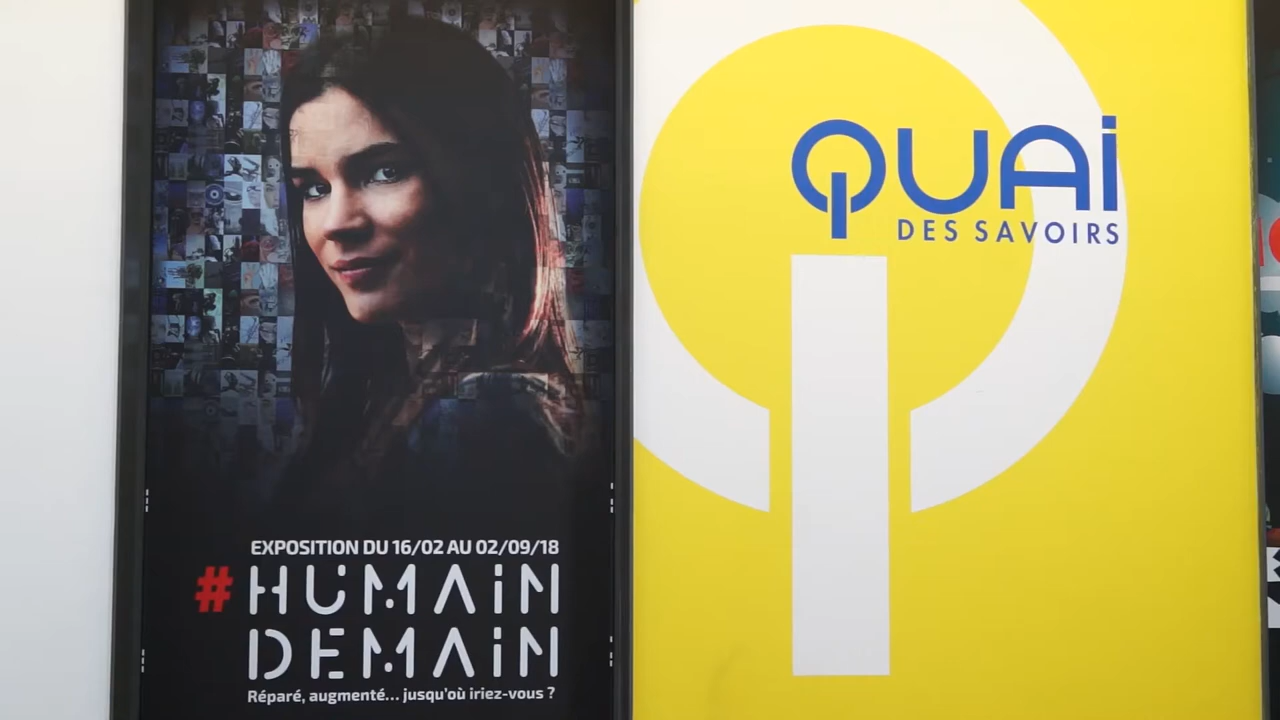 EXPOSITION DU 16/02 AU 02/09/18
#HUMAiN
DEMAiN
Réparé, augmenté... jusqu'où iriez-vous ?
QUAi
DES SAVOIRS